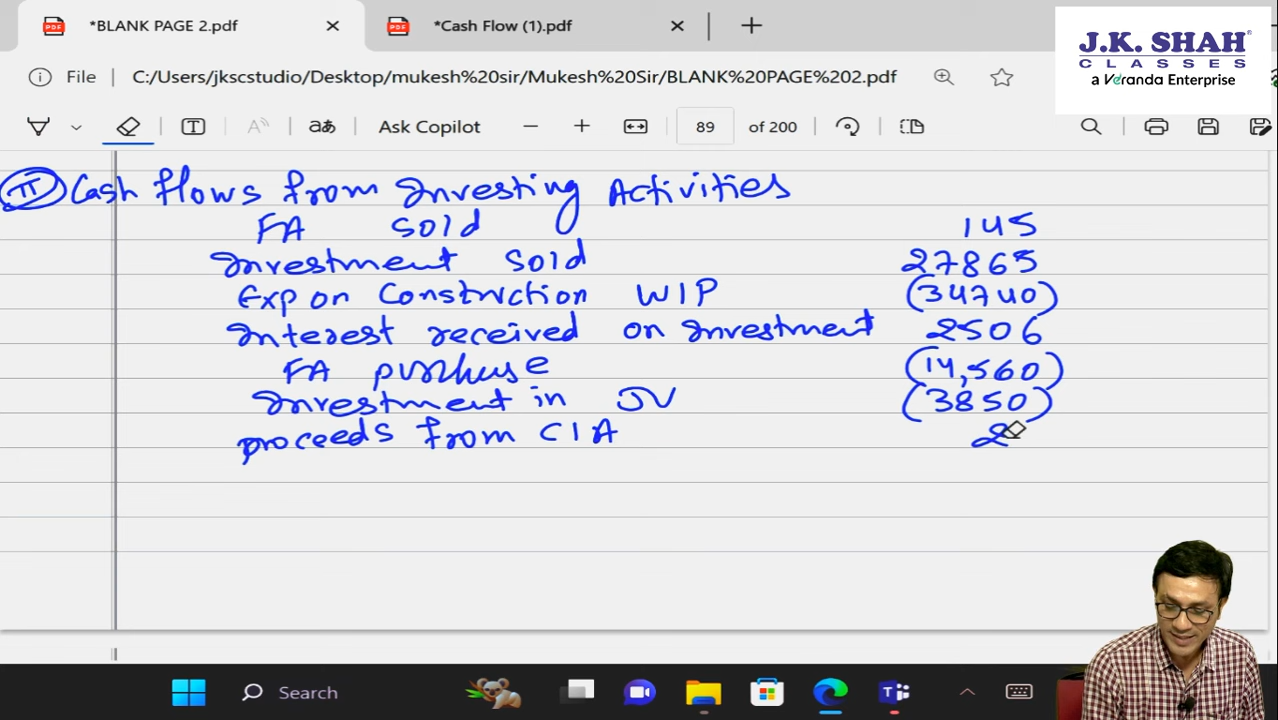 *BLANK PAGE 2.pdf
*Cash Flow (1).pdf
J.K. SHAH
CLASSES
a Veranda Enterprise
File C:/Users/jkscstudio/Desktop/mukesh%20sir/Mukesh%20Sir/BLANK%20PAGE%202.pdf
Ask Copilot 89 of 200
II Cash flows from Investing Activities
FA sold 145
Investment sold 27865
Exp on Construction WIP (34740)
Interest received on Investment 2506
FA purchase (14,560)
Investment in JV (3850)
proceeds from CIA 2
Search